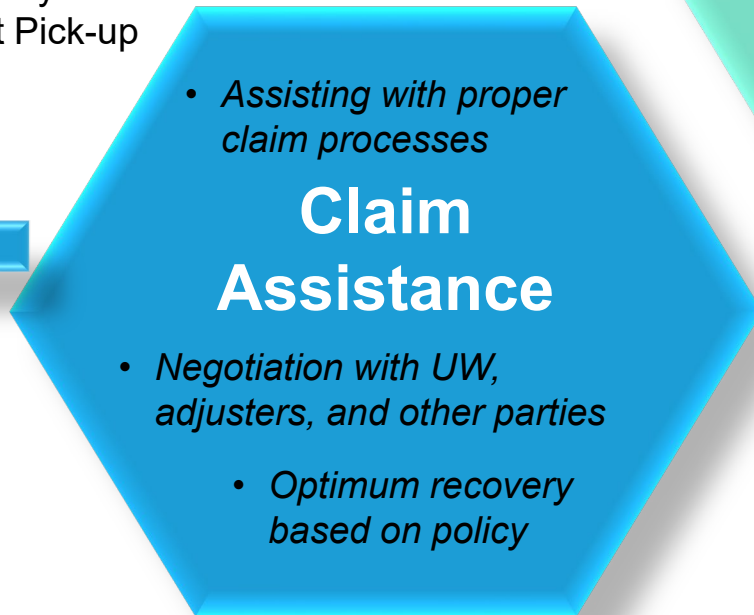 Pick-up
• Assisting with proper
claim processes
Claim
Assistance
• Negotiation with UW,
adjusters, and other parties
• Optimum recovery
based on policy